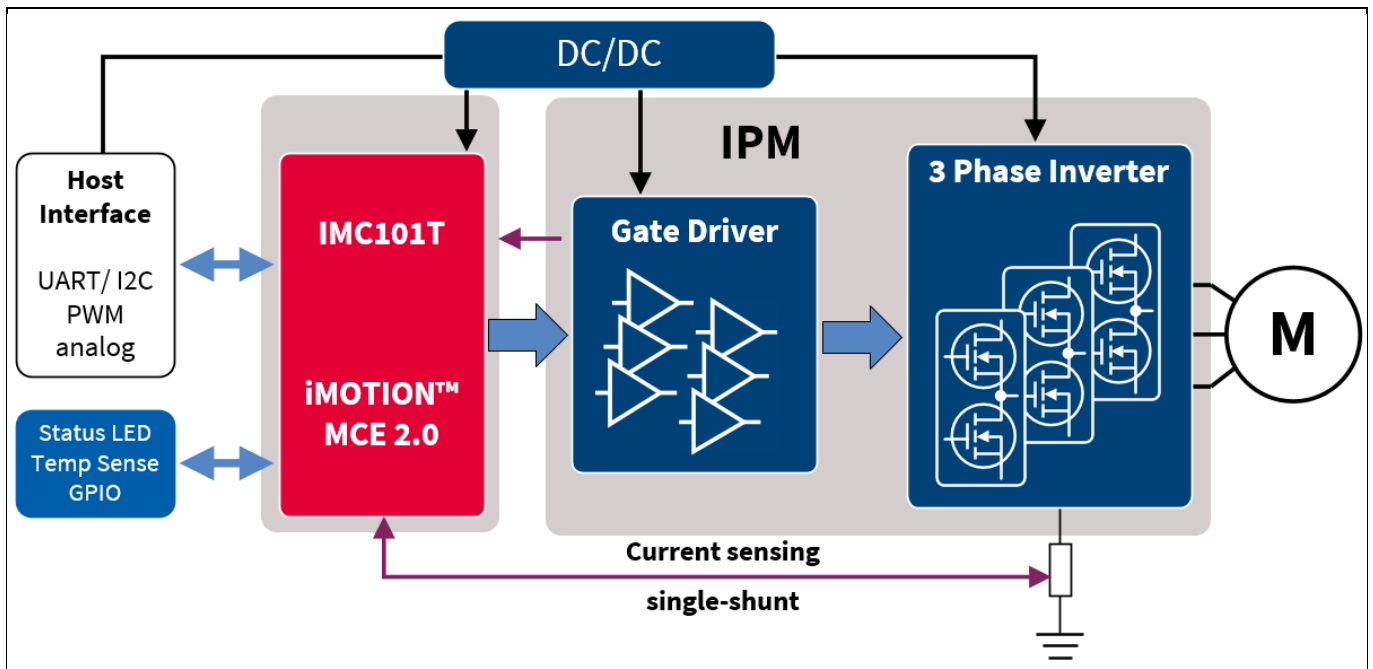 DC/DC
IPM
Host
Interface
UART/ I2C
PWM
analog
Status LED
Temp Sense
GPIO
IMC101T
iMOTION™
MCE 2.0
Gate Driver
3 Phase Inverter
M
Current sensing
single-shunt